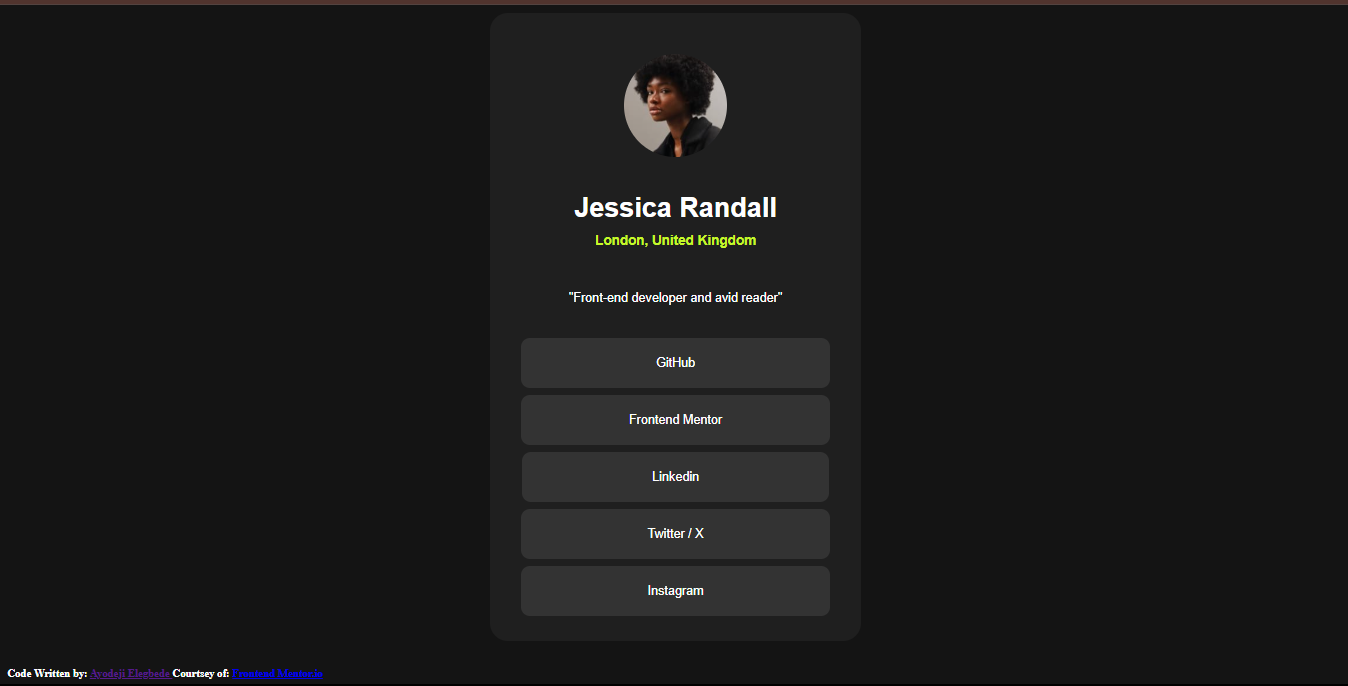 Jessica Randall
London, United Kingdom
"Front-end developer and avid reader"
GitHub
Frontend Mentor
Linkedin
Twitter / X
Instagram
Code Written by: Ayodeji Elegbede Courtsey of: Frontend Mentor.io